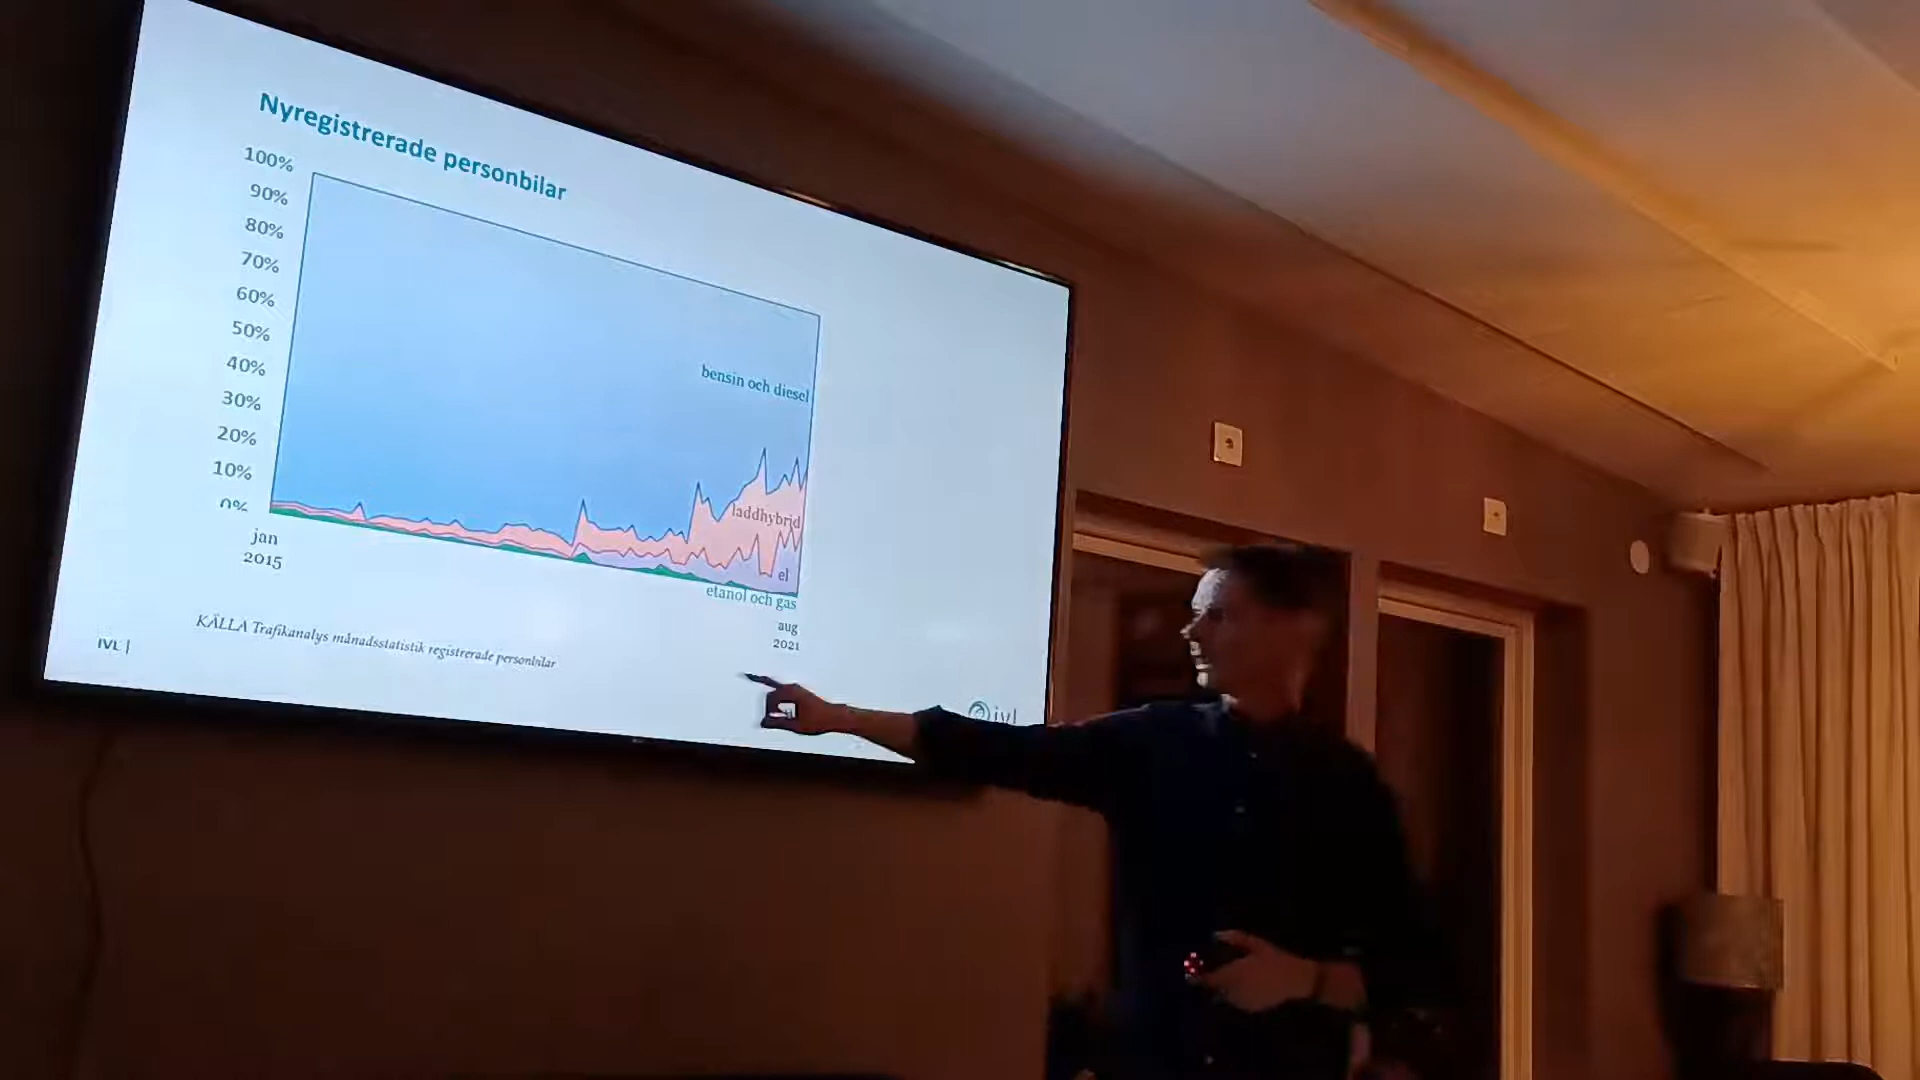 Nyregistrerade personbilar
100%
90%
80%
70%
60%
50%
40%
30%
20%
10%
0%
bensin och diesel
laddhybrid
el
etanol och gas
jan
2015
aug
2021
KÄLLA Trafikanalys månadsstatistik registrerade personbilar
IVL |
ivl